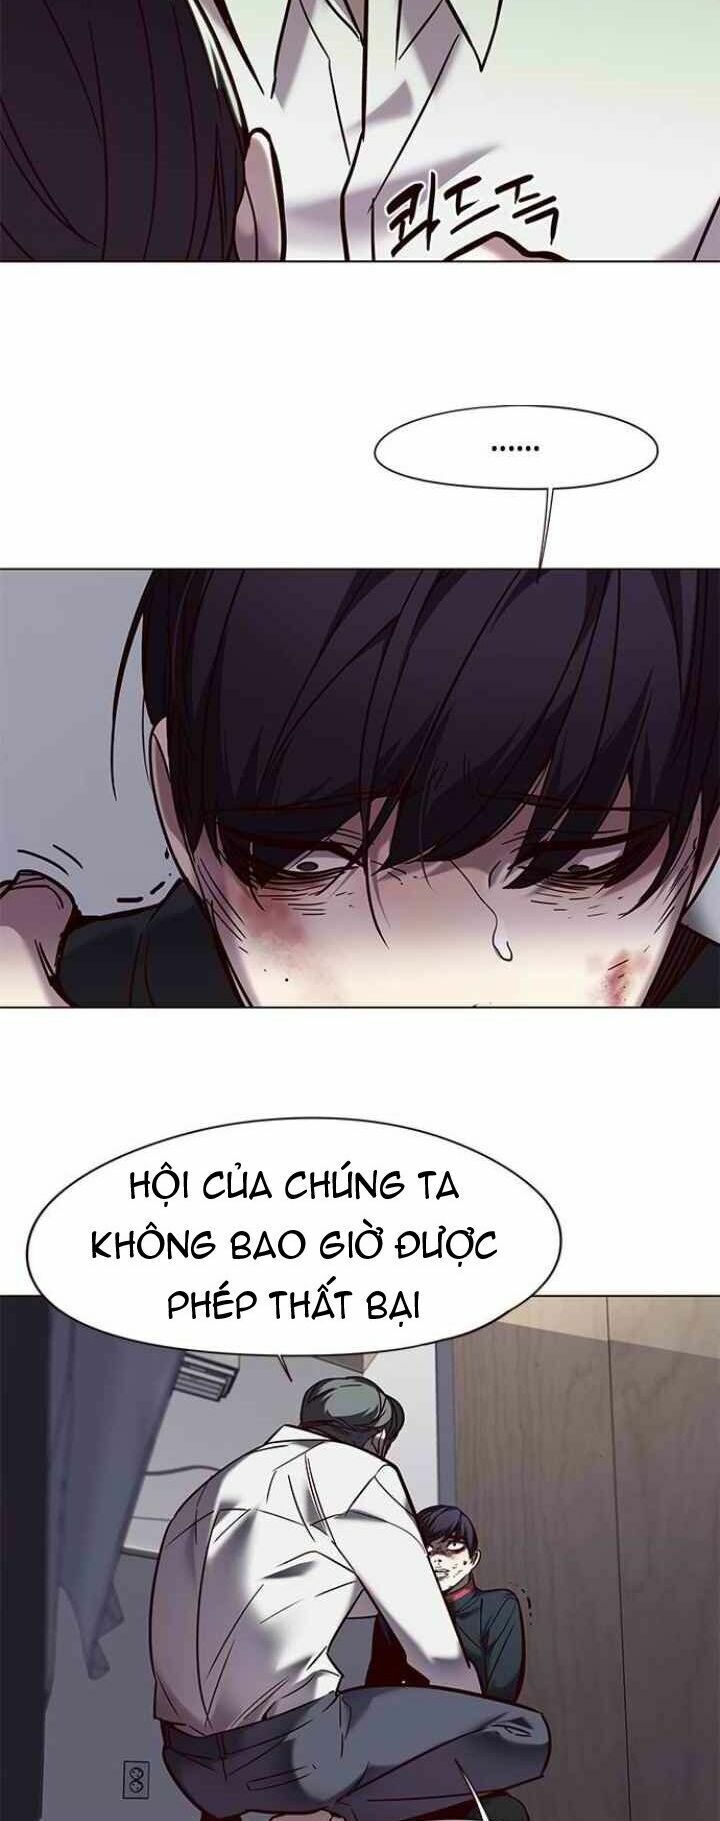 콰드득
......
HỘI CỦA CHÚNG TA
KHÔNG BAO GIỜ ĐƯỢC
PHÉP THẤT BẠI